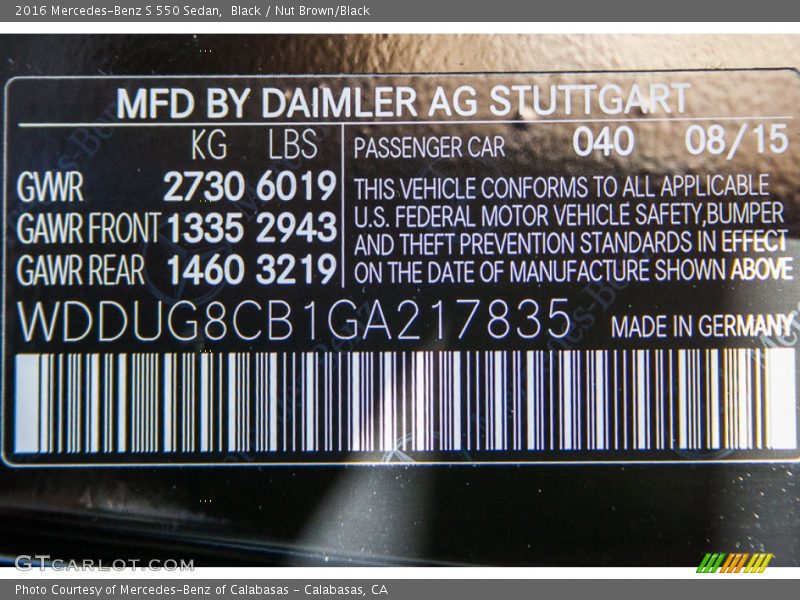 2016 Mercedes-Benz S 550 Sedan,  Black / Nut Brown/Black
MFD BY DAIMLER AG STUTTGART
KG LBS
GVWR 2730 6019
GAWR FRONT 1335 2943
GAWR REAR 1460 3219
PASSENGER CAR 040 08/15
THIS VEHICLE CONFORMS TO ALL APPLICABLE
U.S. FEDERAL MOTOR VEHICLE SAFETY,BUMPER
AND THEFT PREVENTION STANDARDS IN EFFECT
ON THE DATE OF MANUFACTURE SHOWN ABOVE
WDDUG8CB1GA217835 MADE IN GERMANY
GTCARLOT.COM
Photo Courtesy of Mercedes-Benz of Calabasas - Calabasas, CA